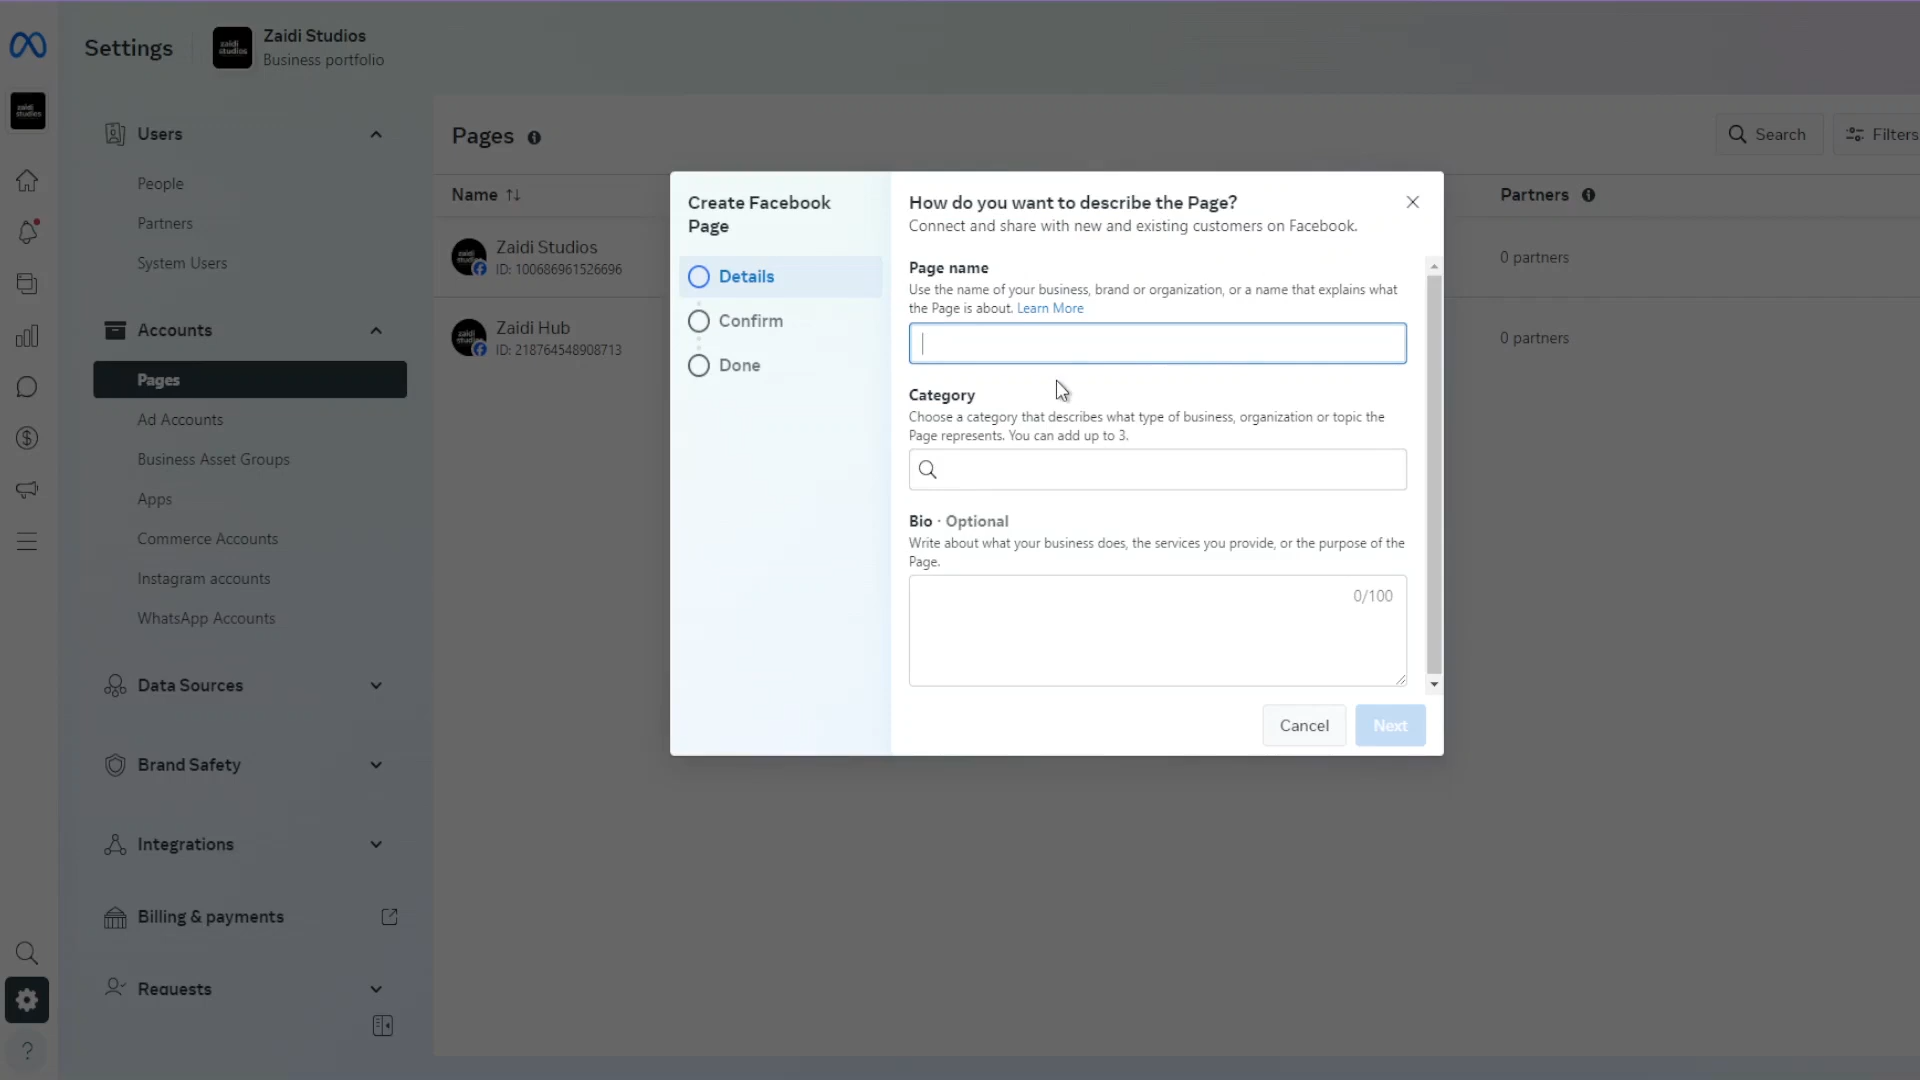 Settings
zaidi studios
Zaidi Studios
Business portfolio
zaidi studios
Users
People
Partners
System Users
Accounts
Pages
Ad Accounts
Business Asset Groups
Apps
Commerce Accounts
Instagram accounts
WhatsApp Accounts
Data Sources
Brand Safety
Integrations
Billing & payments
Requests
?
Pages
Search
Filters
Name
Partners
Zaidi Studios
ID: 100686961526696
0 partners
Zaidi Hub
ID: 218764548908713
0 partners
Create Facebook
Page
Details
Confirm
Done
How do you want to describe the Page?
Connect and share with new and existing customers on Facebook.
Page name
Use the name of your business, brand or organization, or a name that explains what
the Page is about. Learn More
Category
Choose a category that describes what type of business, organization or topic the
Page represents. You can add up to 3.
Bio · Optional
Write about what your business does, the services you provide, or the purpose of the
Page.
0/100
Cancel
Next